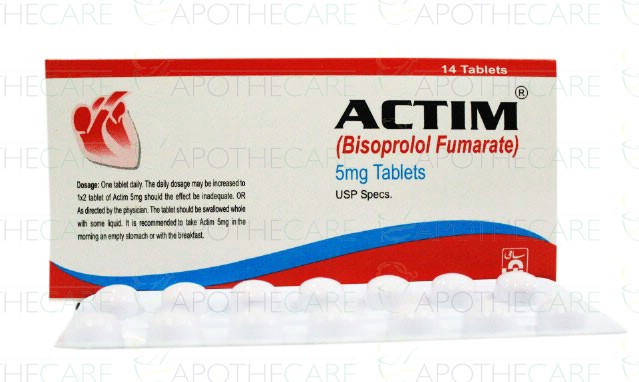 14 Tablets
ACTIM®
(Bisoprolol Fumarate)
5mg Tablets
USP Specs.
Dosage: One tablet daily. The daily dosage may be increased to
1x2 tablet of Actim 5mg should the effect be inadequate. OR
As directed by the physician. The tablet should be swallowed whole
with some liquid. It is recommended to take Actim 5mg in the
morning an empty stomach or with the breakfast.
سامی
APOTHECARE